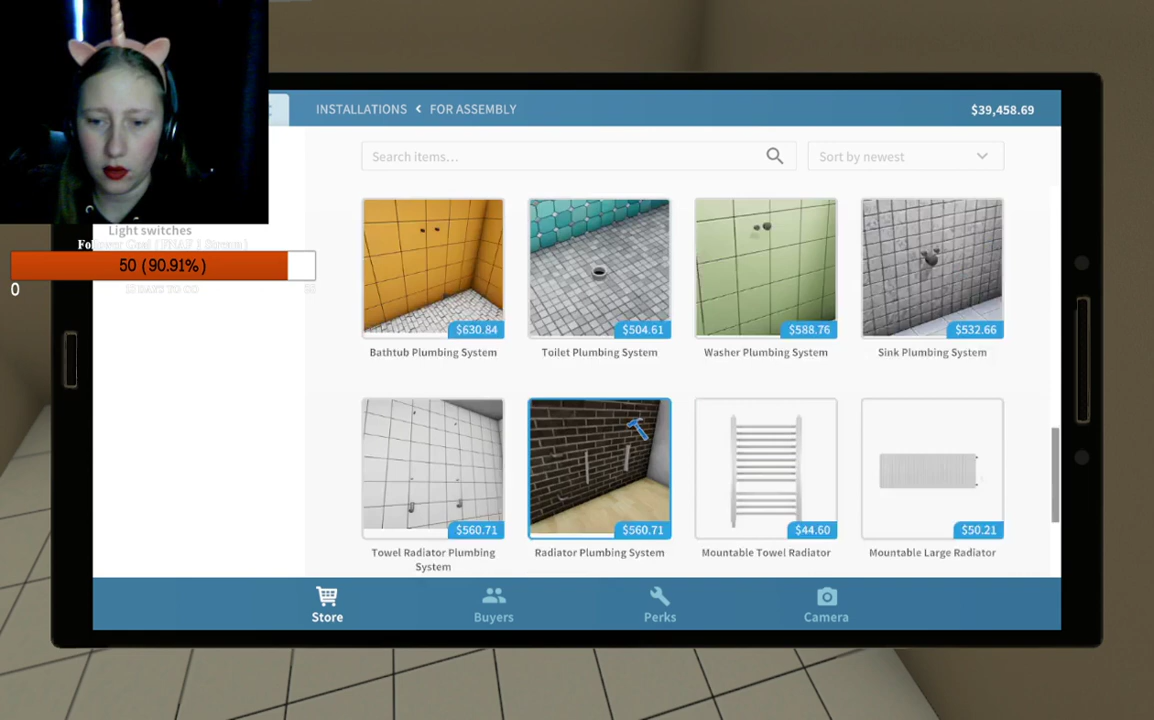 INSTALLATIONS < FOR ASSEMBLY
$39,458.69
Search items...
Sort by newest
Light switches
50 (90.91%)
0
$630.84
$504.61
$588.76
$532.66
Bathtub Plumbing System
Toilet Plumbing System
Washer Plumbing System
Sink Plumbing System
$560.71
$560.71
$44.60
$50.21
Towel Radiator Plumbing System
Radiator Plumbing System
Mountable Towel Radiator
Mountable Large Radiator
Store
Buyers
Perks
Camera